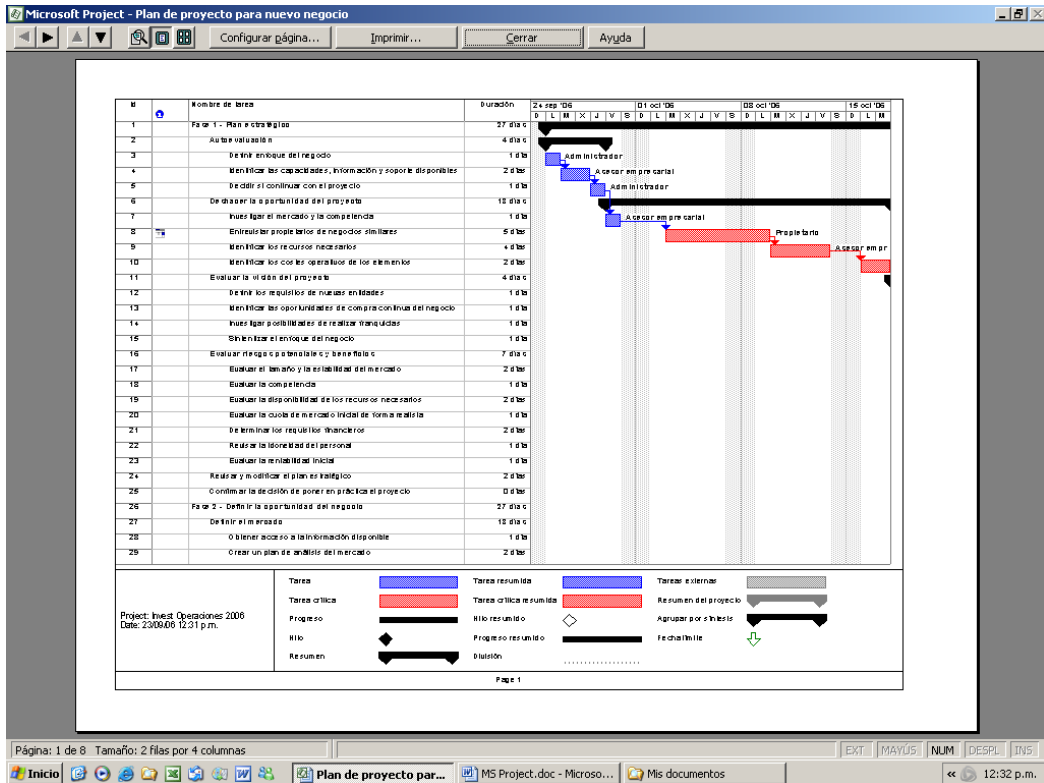 Microsoft Project - Plan de proyecto para nuevo negocio
Configurar página... Imprimir... Cerrar Ayuda
Id Nombre de tarea Duración 24 sep '06 01 oct '06 08 oct '06 15 oct '06
D L M X J V S D L M X J V S D L M X J V S D L M
1 Fase 1 - Plan estratégico 27 días
2 Autoevaluación 4 días
3 Definir enfoque del negocio 1 día Administrador
4 Identificar las capacidades, información y soporte disponibles 2 días Asesor empresarial
5 Decidir si continuar con el proyecto 1 día Administrador
6 Deshacer la oportunidad del proyecto 18 días
7 Investigar el mercado y la competencia 1 día Asesor empresarial
8 Entrevistar propietarios de negocios similares 5 días Propietario
9 Identificar los recursos necesarios 4 días Asesor empr
10 Identificar los costes operativos de los elementos 2 días
11 Evaluar la visión del proyecto 4 días
12 Definir los requisitos de nuevas entidades 1 día
13 Identificar las oportunidades de compra continua del negocio 1 día
14 Investigar posibilidades de realizar franquicias 1 día
15 Sintentizar el enfoque del negocio 1 día
16 Evaluar riesgos potenciales y beneficios 7 días
17 Evaluar el tamaño y la estabilidad del mercado 2 días
18 Evaluar la competencia 1 día
19 Evaluar la disponibilidad de los recursos necesarios 2 días
20 Evaluar la cuota de mercado inicial de forma realista 1 día
21 Determinar los requisitos financieros 2 días
22 Revisar la idoneidad del personal 1 día
23 Evaluar la rentabilidad inicial 1 día
24 Revisar y modificar el plan estratégico 2 días
25 Confirmar la decisión de poner en práctica el proyecto 0 días
26 Fase 2 - Definir la oportunidad del negocio 27 días
27 Definir el mercado 18 días
28 Obtener acceso a la información disponible 1 día
29 Crear un plan de análisis del mercado 2 días
Project: Invest Operaciones 2006
Date: 23/09/06 12:31 p.m.
Tarea Tarea resumida Tareas externas
Tarea crítica Tarea crítica resumida Resumen del proyecto
Progreso Hito resumido Agrupar por síntesis
Hito Progreso resumido Fecha límite
Resumen División
Page 1
Página: 1 de 8 Tamaño: 2 filas por 4 columnas EXT MAYÚS NUM DESPL INS
Inicio Plan de proyecto par... MS Project.doc - Microso... Mis documentos « 12:32 p.m.